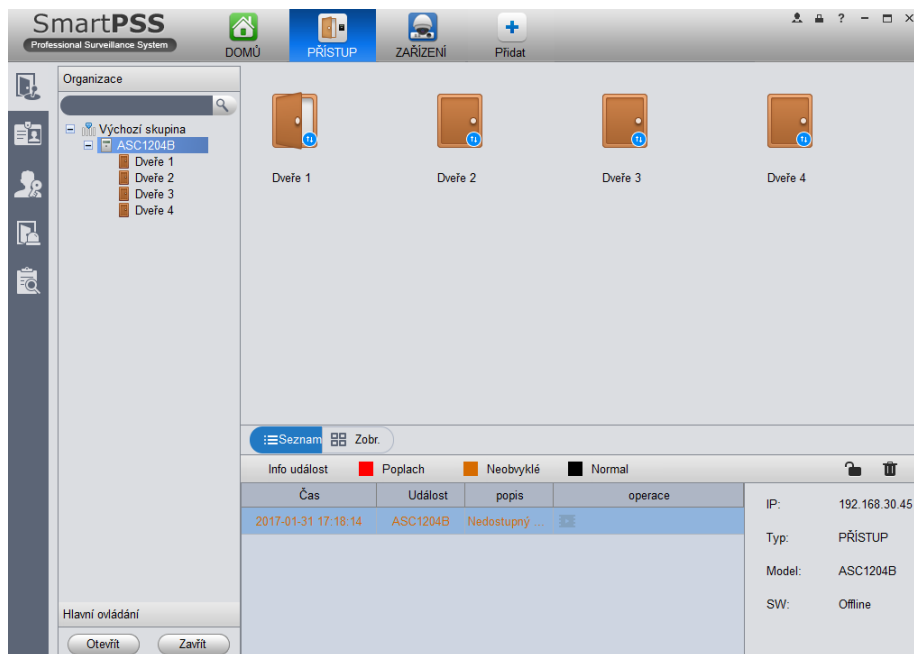 SmartPSS
Professional Surveillance System
DOMŮ
PŘÍSTUP
ZAŘÍZENÍ
Přidat
?
Organizace
Výchozí skupina
ASC1204B
Dveře 1
Dveře 2
Dveře 3
Dveře 4
Hlavní ovládání
Otevřít
Zavřít
Dveře 1
Dveře 2
Dveře 3
Dveře 4
Seznam
Zobr.
Info událost
Poplach
Neobvyklé
Normal
Čas
Událost
popis
operace
2017-01-31 17:18:14
ASC1204B
Nedostupný ...
IP: 192.168.30.45
Typ: PŘÍSTUP
Model: ASC1204B
SW: Offline